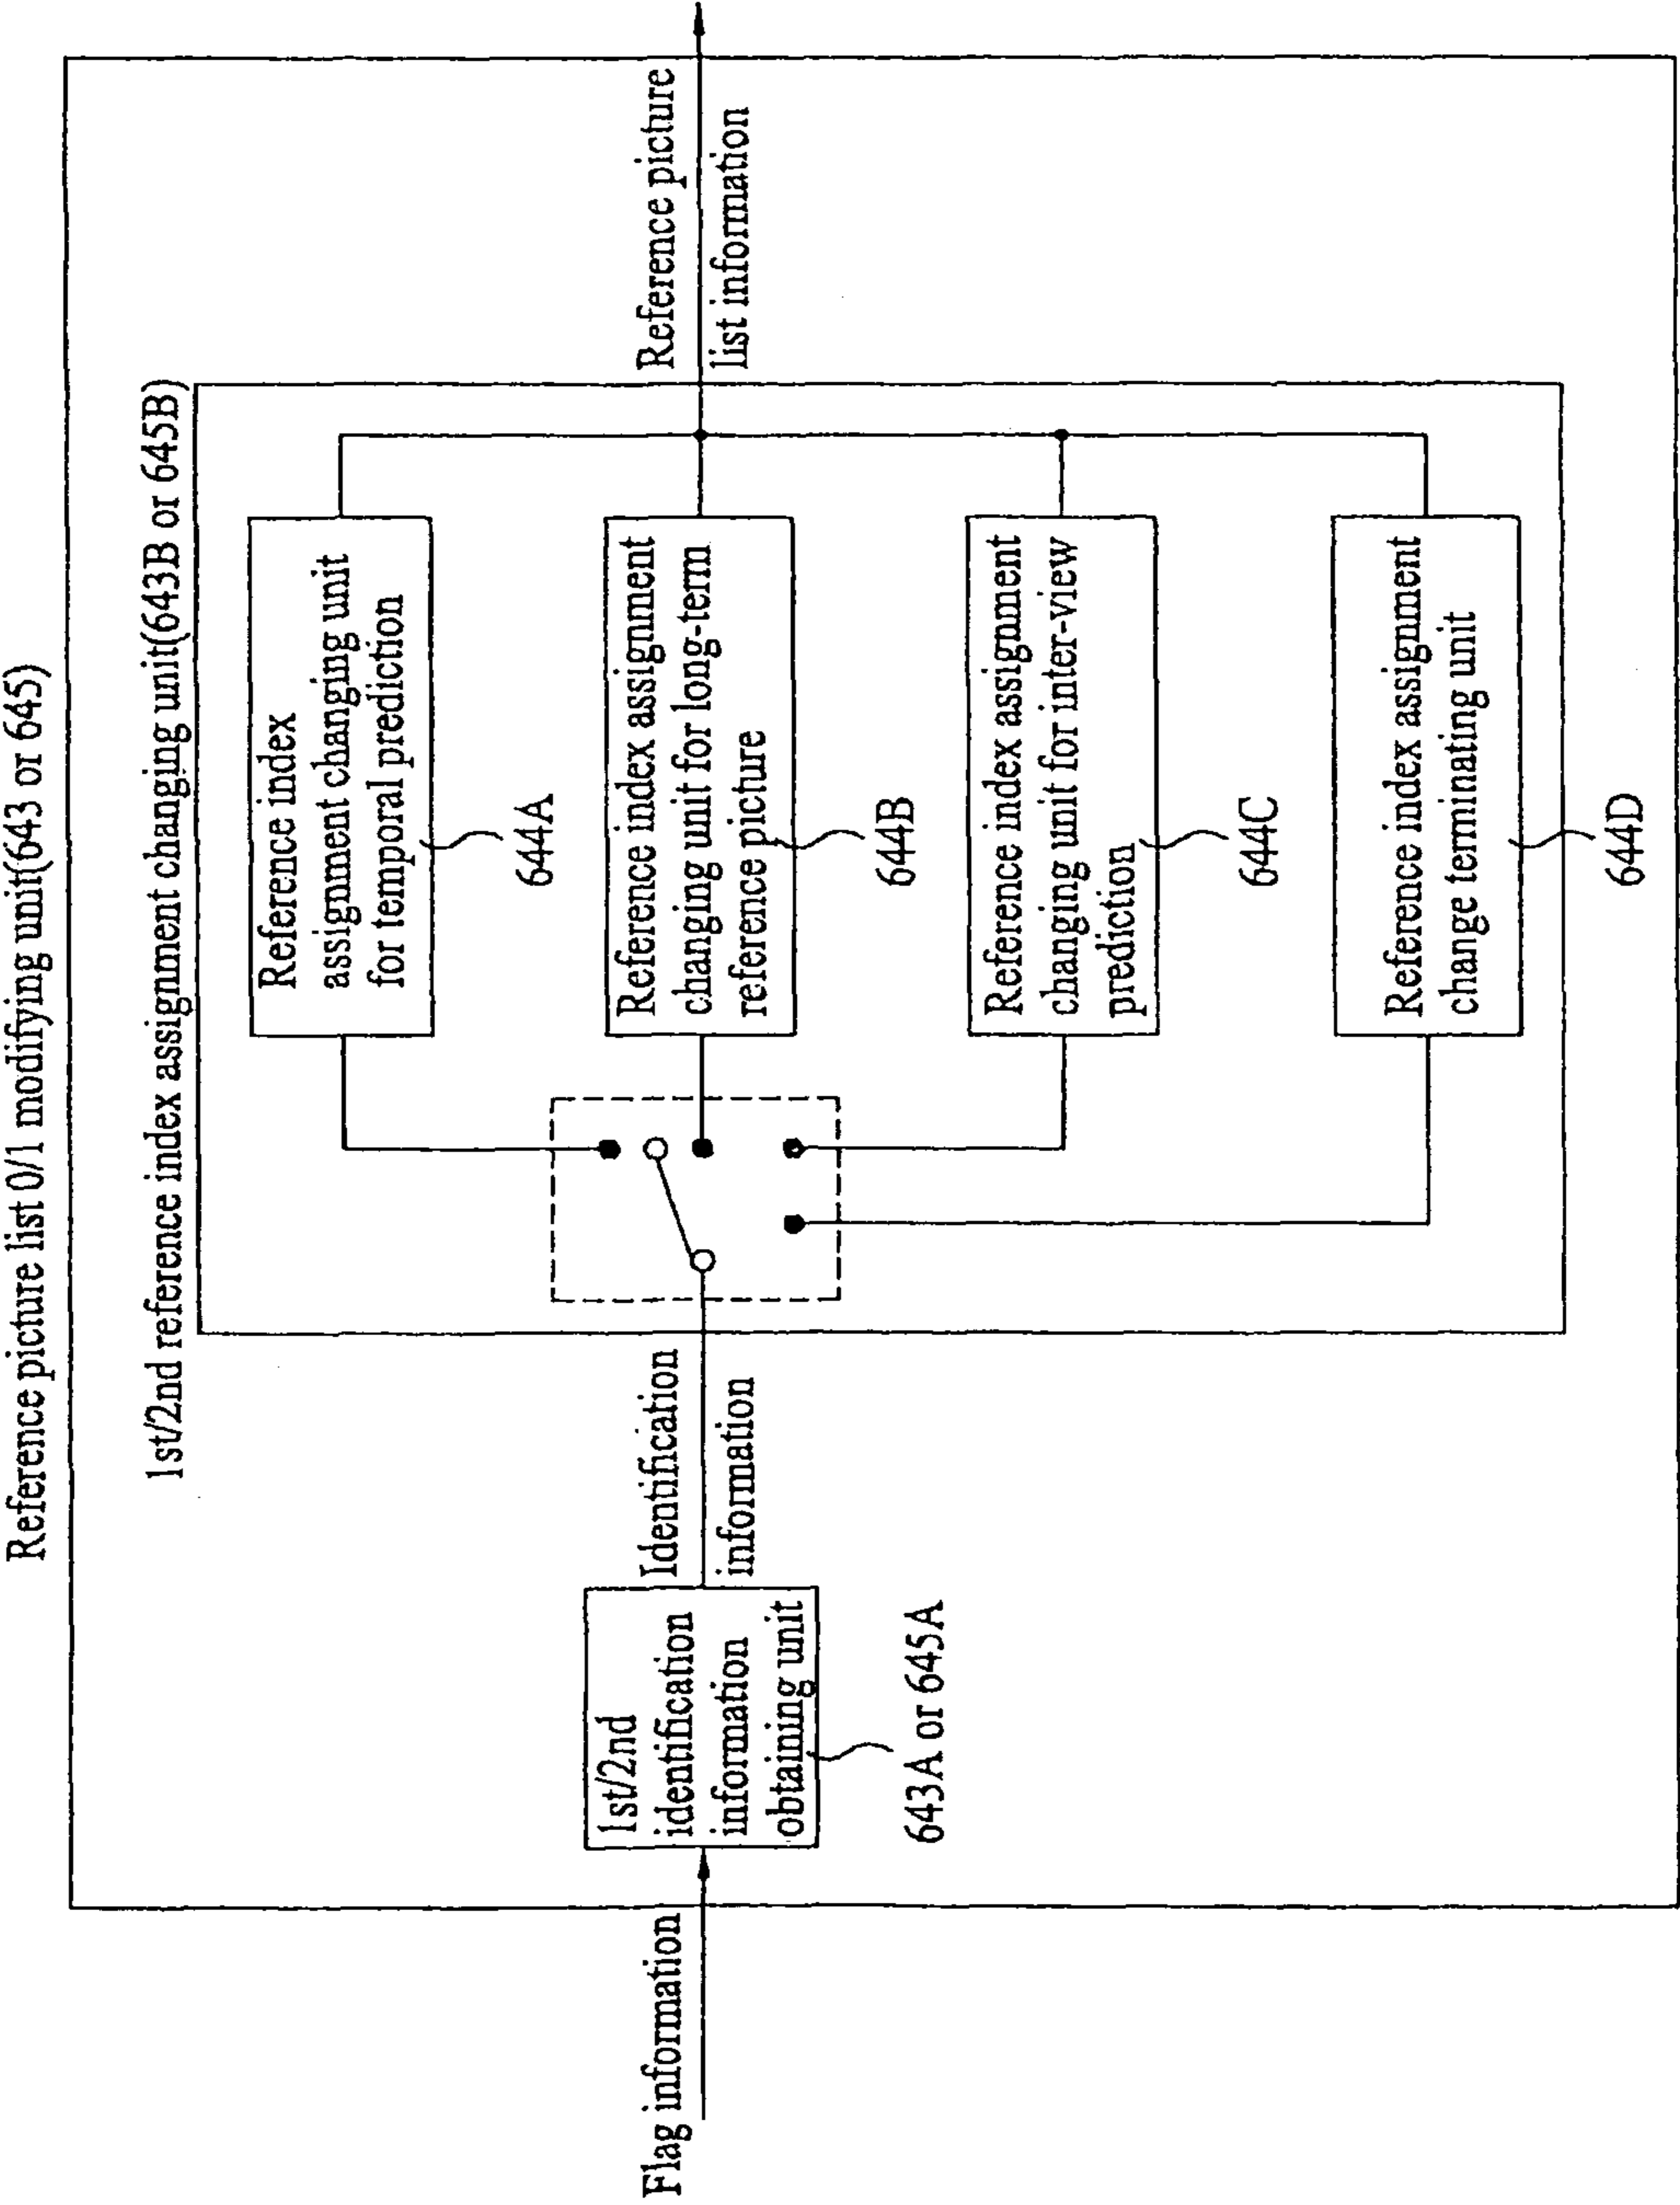 Reference picture list 0/1 modifying unit(643 or 645)
1st/2nd reference index assignment changing unit(643B or 645B)
Flag information
1st/2nd
identification
information
obtaining unit
643A or 645A
Identification
information
Reference index
assignment changing unit
for temporal prediction
644A
Reference index assignment
changing unit for long-term
reference picture
644B
Reference index assignment
changing unit for inter-view
prediction
644C
Reference index assignment
change terminating unit
644D
Reference picture
list information